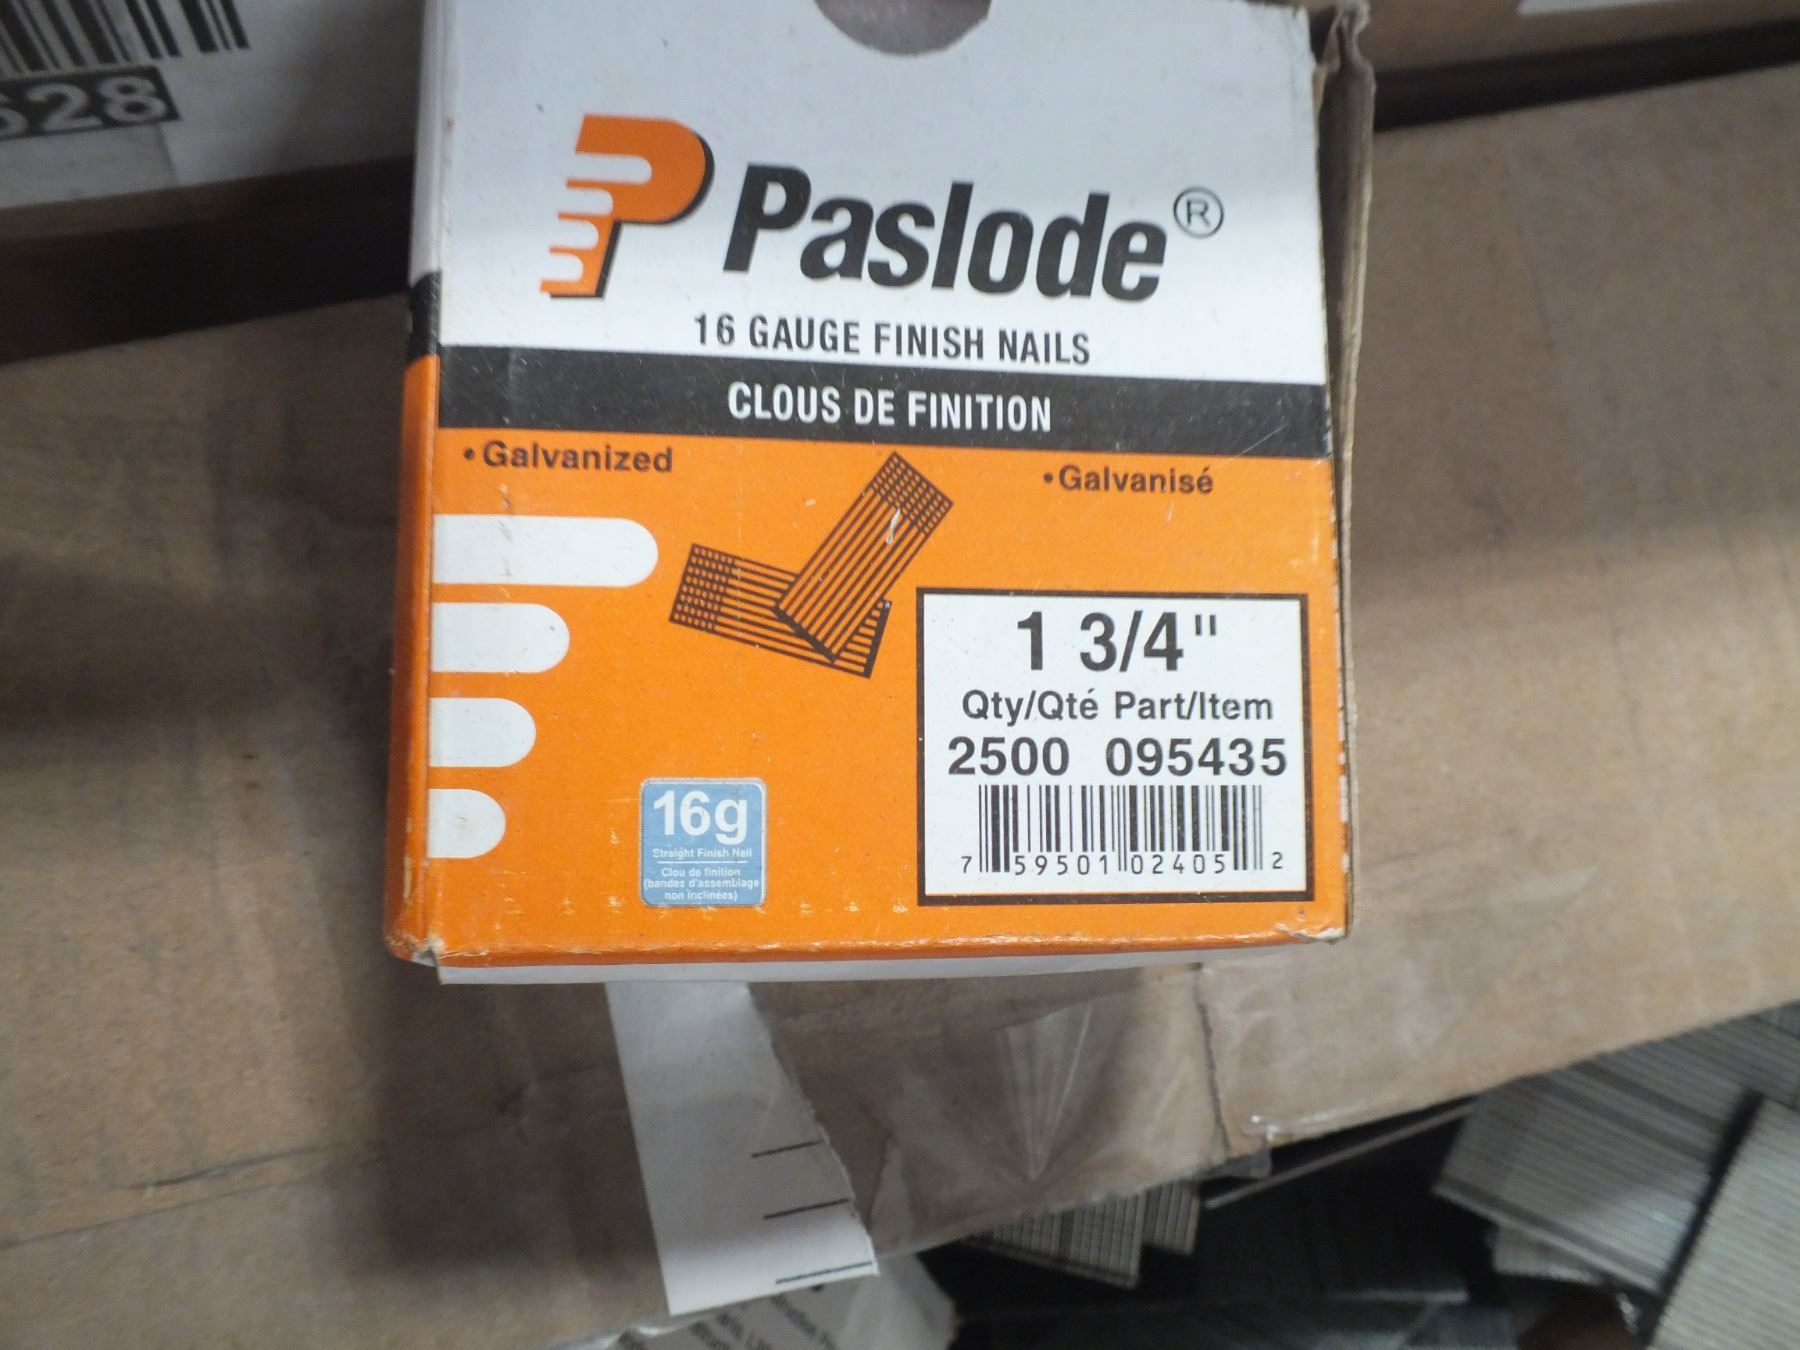 628
Paslode®
16 GAUGE FINISH NAILS
CLOUS DE FINITION
• Galvanized
• Galvanisé
1 3/4"
Qty/Qté Part/Item
2500 095435
7 59501 02405 2
16g
Straight Finish Nail
Clou de finition
(bandes d'assemblage
non inclinées)